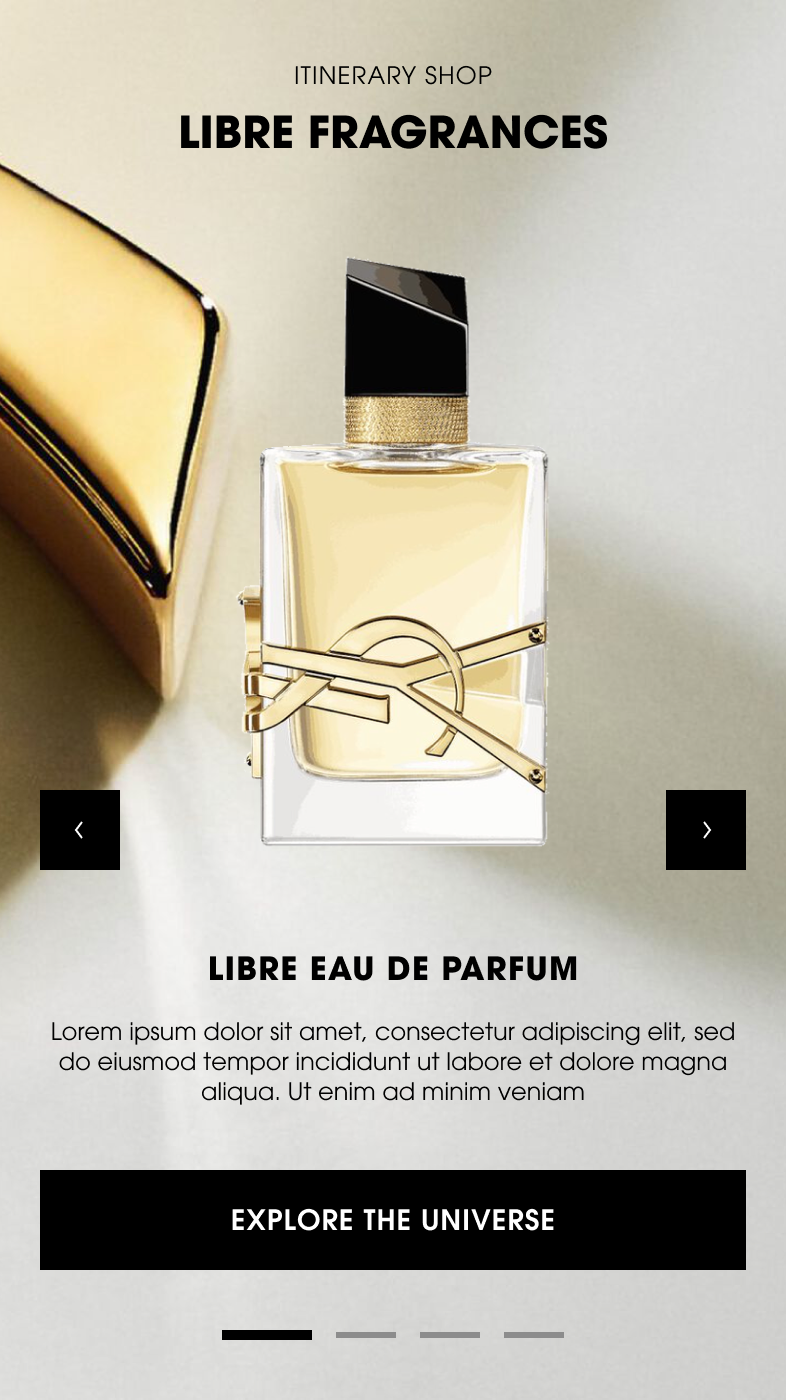 ITINERARY SHOP
LIBRE FRAGRANCES
LIBRE EAU DE PARFUM
Lorem ipsum dolor sit amet, consectetur adipiscing elit, sed
do eiusmod tempor incididunt ut labore et dolore magna
aliqua. Ut enim ad minim veniam
EXPLORE THE UNIVERSE